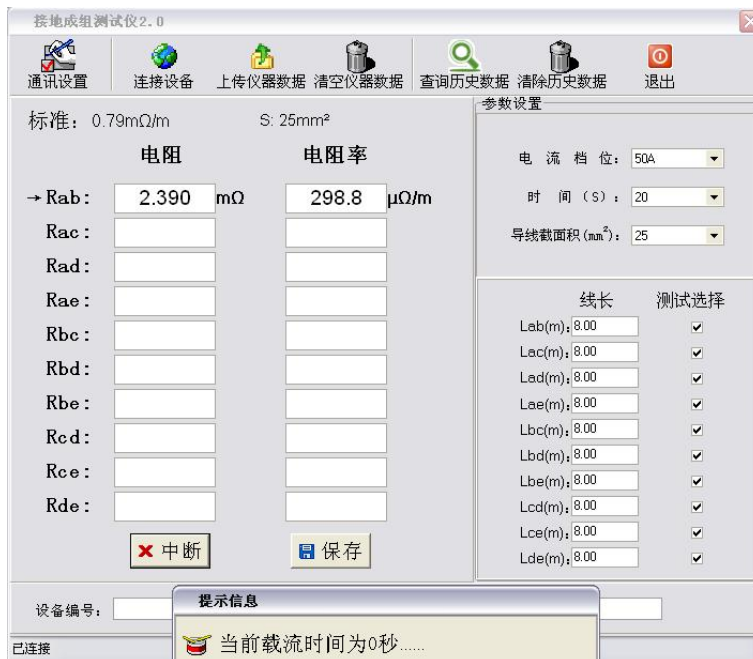 接地成组测试仪2.0
通讯设置 连接设备 上传仪器数据 清空仪器数据 查询历史数据 清除历史数据 退出
标准：0.79mΩ/m S: 25mm²
电阻 电阻率
→Rab: 2.390 mΩ 298.8 μΩ/m
Rac:
Rad:
Rae:
Rbc:
Rbd:
Rbe:
Rcd:
Rce:
Rde:
中断 保存
参数设置
电流档位: 50A
时间(S): 20
导线截面积(mm²): 25
线长 测试选择
Lab(m): 8.00
Lac(m): 8.00
Lad(m): 8.00
Lae(m): 8.00
Lbc(m): 8.00
Lbd(m): 8.00
Lbe(m): 8.00
Lcd(m): 8.00
Lce(m): 8.00
Lde(m): 8.00
设备编号:
提示信息
当前载流时间为0秒......
已连接